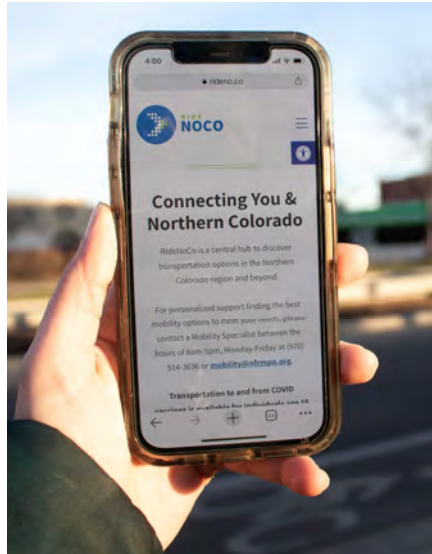 4:00
rideno.co
RIDE
NOCO
Connecting You &
Northern Colorado
RideNoCo is a central hub to discover
transportation options in the Northern
Colorado region and beyond.
For personalized support finding the best
mobility options to meet your needs, please
contact a Mobility Specialist between the
hours of 8am-5pm, Monday-Friday at (970)
514-3636 or mobility@nfrmpo.org.
Transportation to and from COVID
vaccines is available for individuals age 16